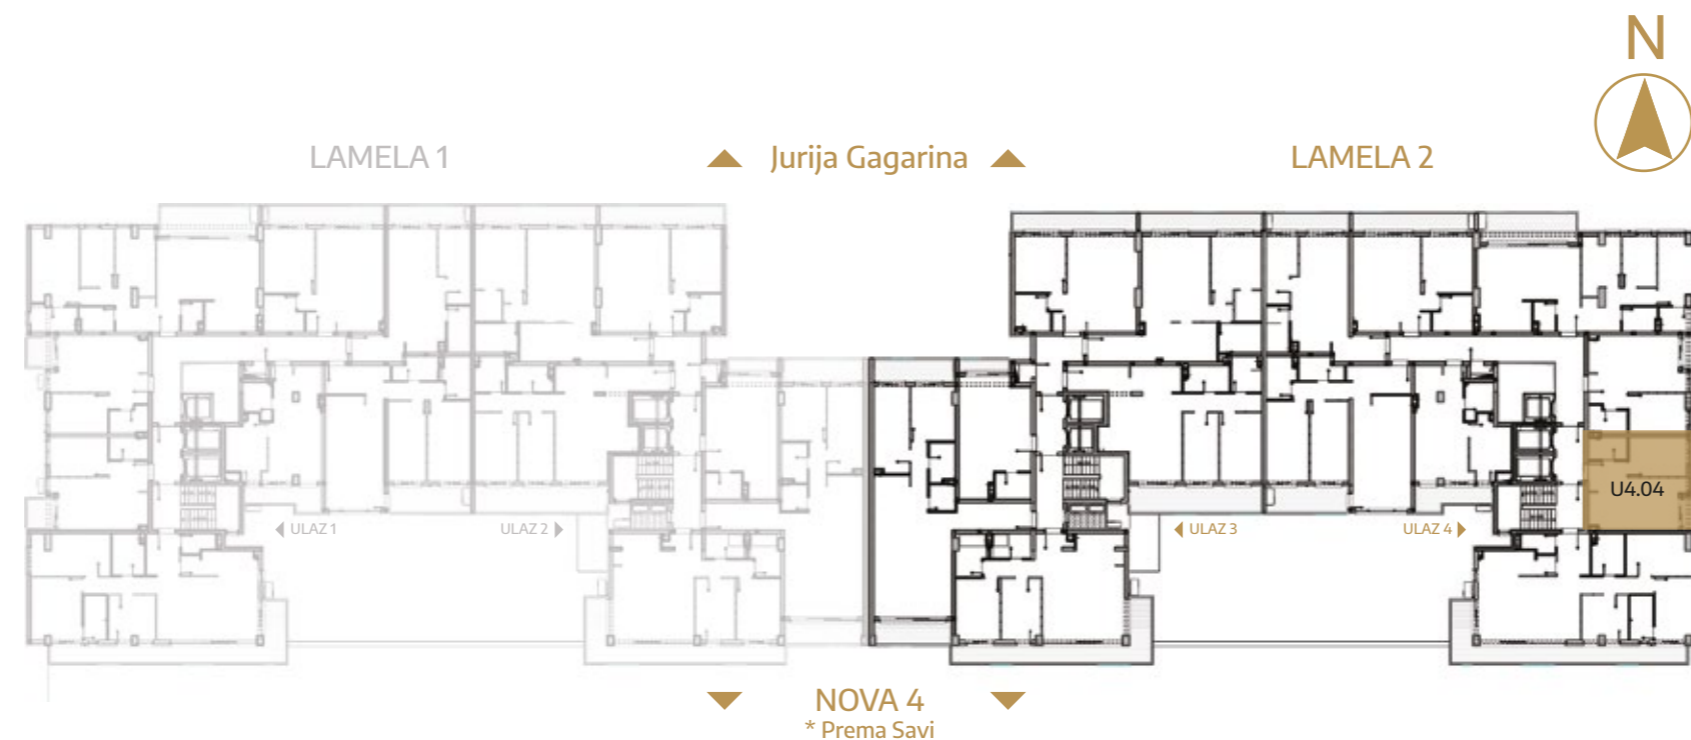 N
LAMELA 1
Jurija Gagarina
LAMELA 2
U4.04
ULAZ 1
ULAZ 2
ULAZ 3
ULAZ 4
NOVA 4
* Prema Savi